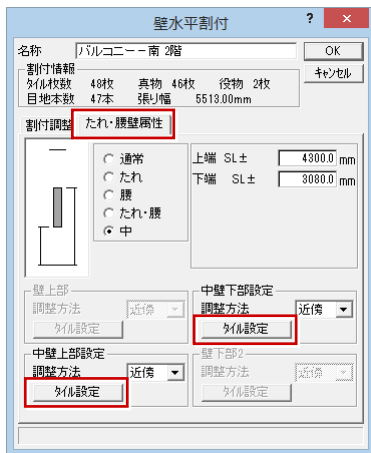 壁水平割付 ? ×
名称 バルコニー－南 2階 OK
割付情報 キャンセル
タイル枚数 48枚 真物 46枚 役物 2枚
目地本数 47本 張り幅 5513.00mm
割付調整 たれ・腰壁属性
通常 上端 SL± 4300.0 mm
たれ 下端 SL± 3080.0 mm
腰
たれ・腰
中
壁上部 中壁下部設定
調整方法 近傍 調整方法 近傍
タイル設定 タイル設定
中壁上部設定 壁下部2
調整方法 近傍 調整方法 近傍
タイル設定 タイル設定